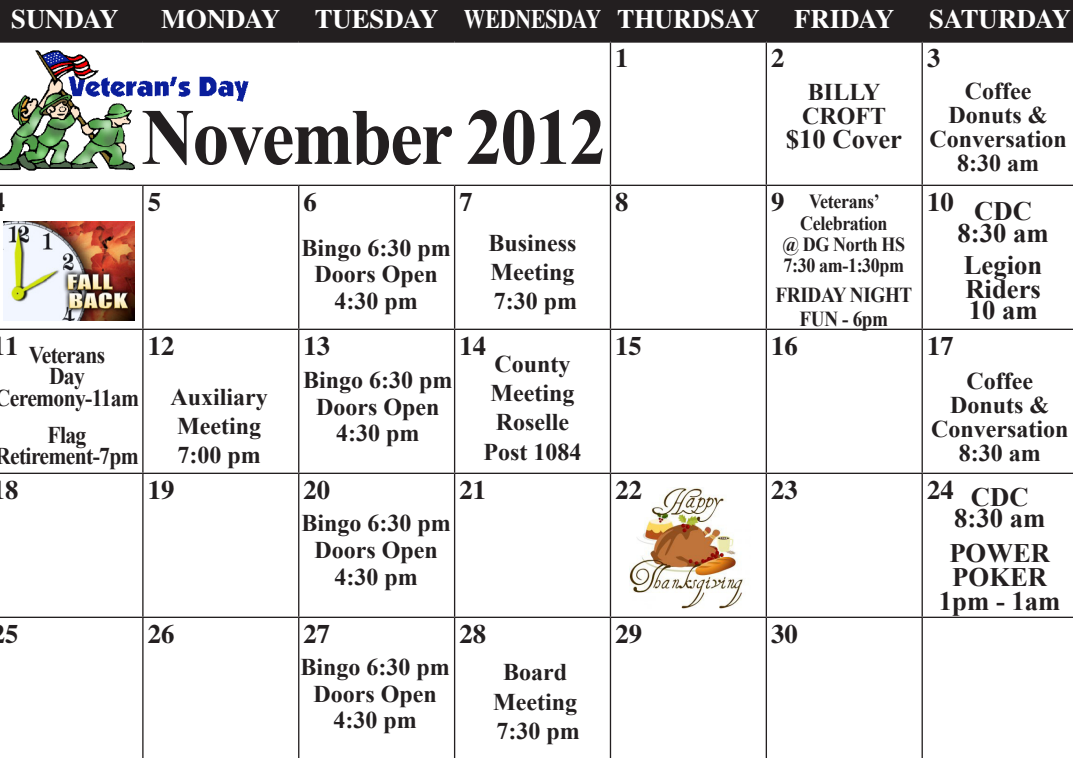 SUNDAY MONDAY TUESDAY WEDNESDAY THURDSAY FRIDAY SATURDAY
Veteran's Day
November 2012
1
2
BILLY
CROFT
$10 Cover
3
Coffee
Donuts &
Conversation
8:30 am
4
12 1
2
FALL
BACK
4
5
6
Bingo 6:30 pm
Doors Open
4:30 pm
7
Business
Meeting
7:30 pm
8
9 Veterans'
Celebration
@ DG North HS
7:30 am-1:30pm
FRIDAY NIGHT
FUN - 6pm
10 CDC
8:30 am
Legion
Riders
10 am
11 Veterans
Day
Ceremony-11am
Flag
Retirement-7pm
12
Auxiliary
Meeting
7:00 pm
13
Bingo 6:30 pm
Doors Open
4:30 pm
14 County
Meeting
Roselle
Post 1084
15
16
17
Coffee
Donuts &
Conversation
8:30 am
18
19
20
Bingo 6:30 pm
Doors Open
4:30 pm
21
22 Happy
Thanksgiving
23
24 CDC
8:30 am
POWER
POKER
1pm - 1am
25
26
27
Bingo 6:30 pm
Doors Open
4:30 pm
28
Board
Meeting
7:30 pm
29
30